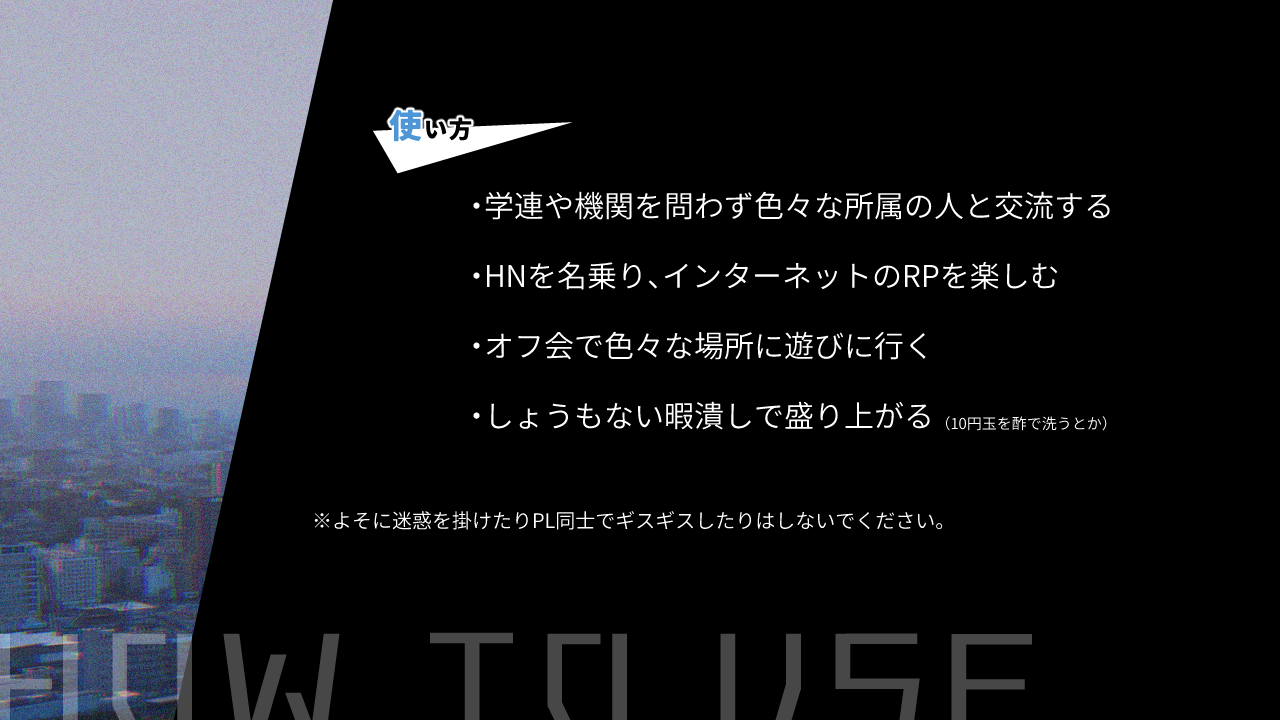 使い方
・学連や機関を問わず色々な所属の人と交流する
・HNを名乗り、インターネットのRPを楽しむ
・オフ会で色々な場所に遊びに行く
・しょうもない暇潰しで盛り上がる（10円玉を酢で洗うとか）
※よそに迷惑を掛けたりPL同士でギスギスしたりはしないでください。
HOW TO USE